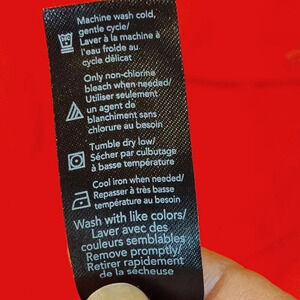 Machine wash cold,
gentle cycle/
Laver à la machine à
l'eau froide au
cycle délicat
Only non-chlorine
bleach when needed/
Utiliser seulement
un agent de
blanchiment sans
chlorure au besoin
Tumble dry low/
Sécher par culbutage
à basse température
Cool iron when needed/
Repasser à très basse
température au besoin
Wash with like colors/
Laver avec des
couleurs semblables
Remove promptly/
Retirer rapidement
de la sécheuse